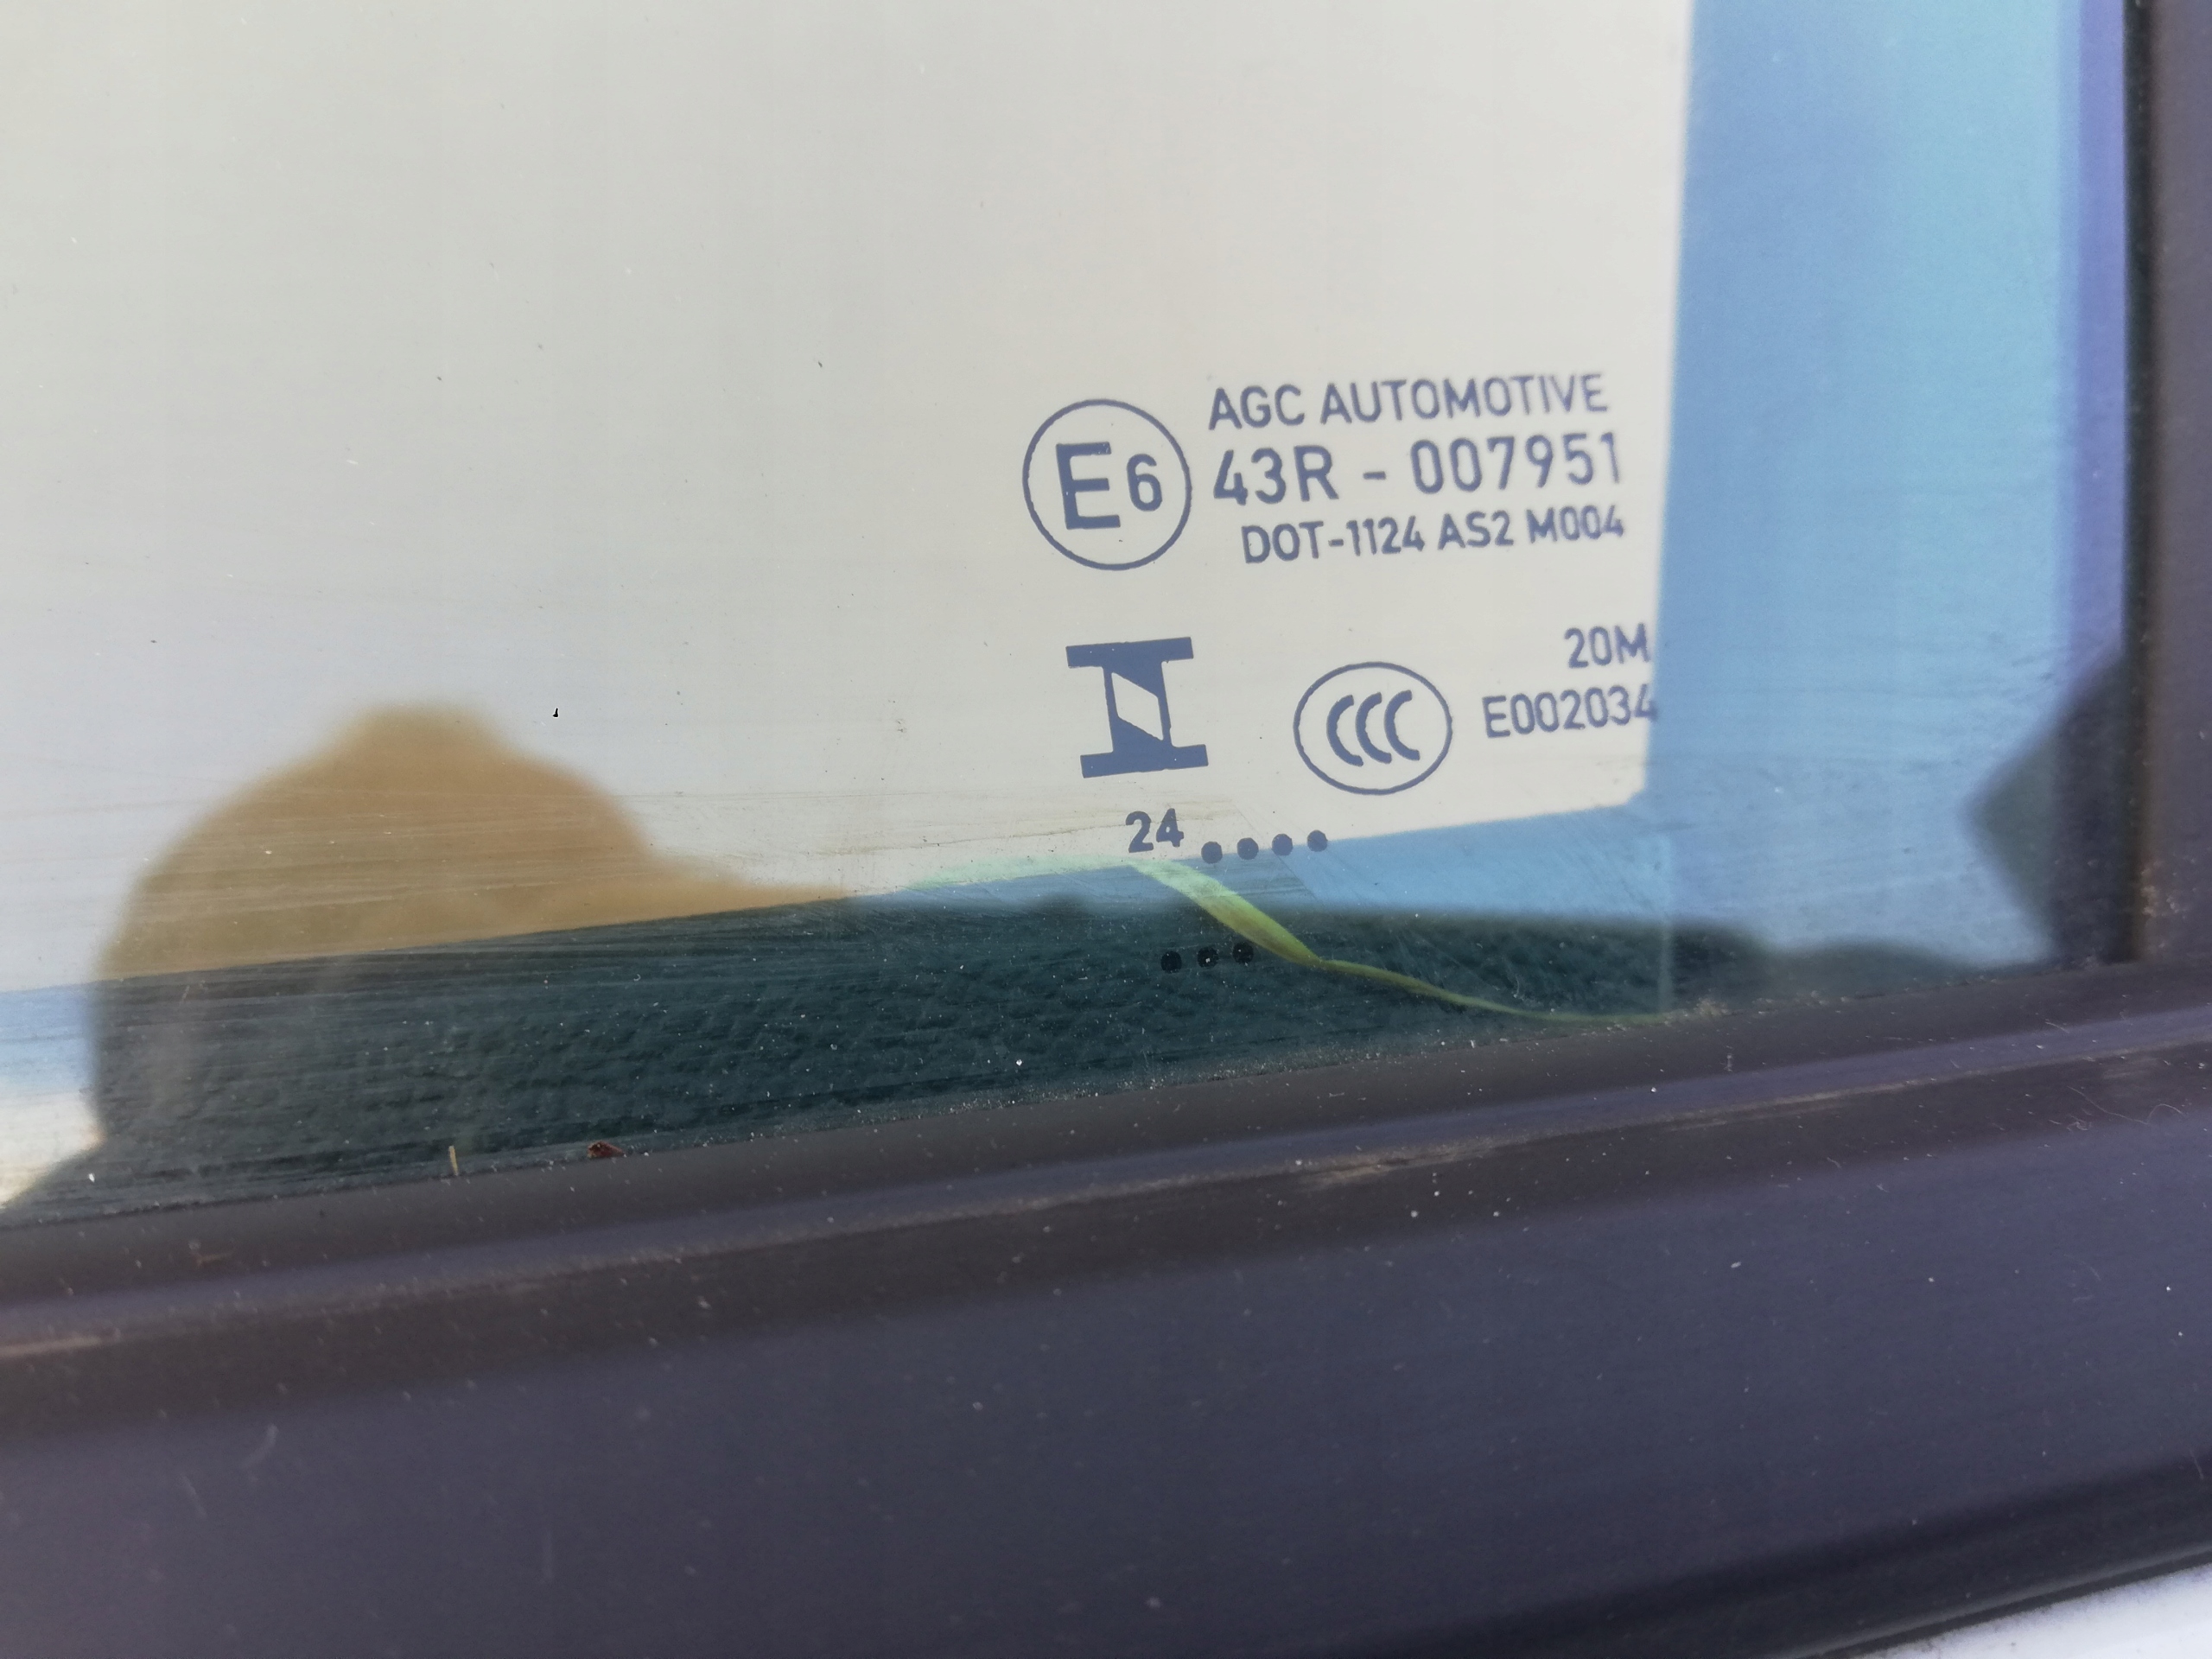 AGC AUTOMOTIVE
E6 43R - 007951
DOT-1124 AS2 M004
20M
CCC E002034
24 ....
...